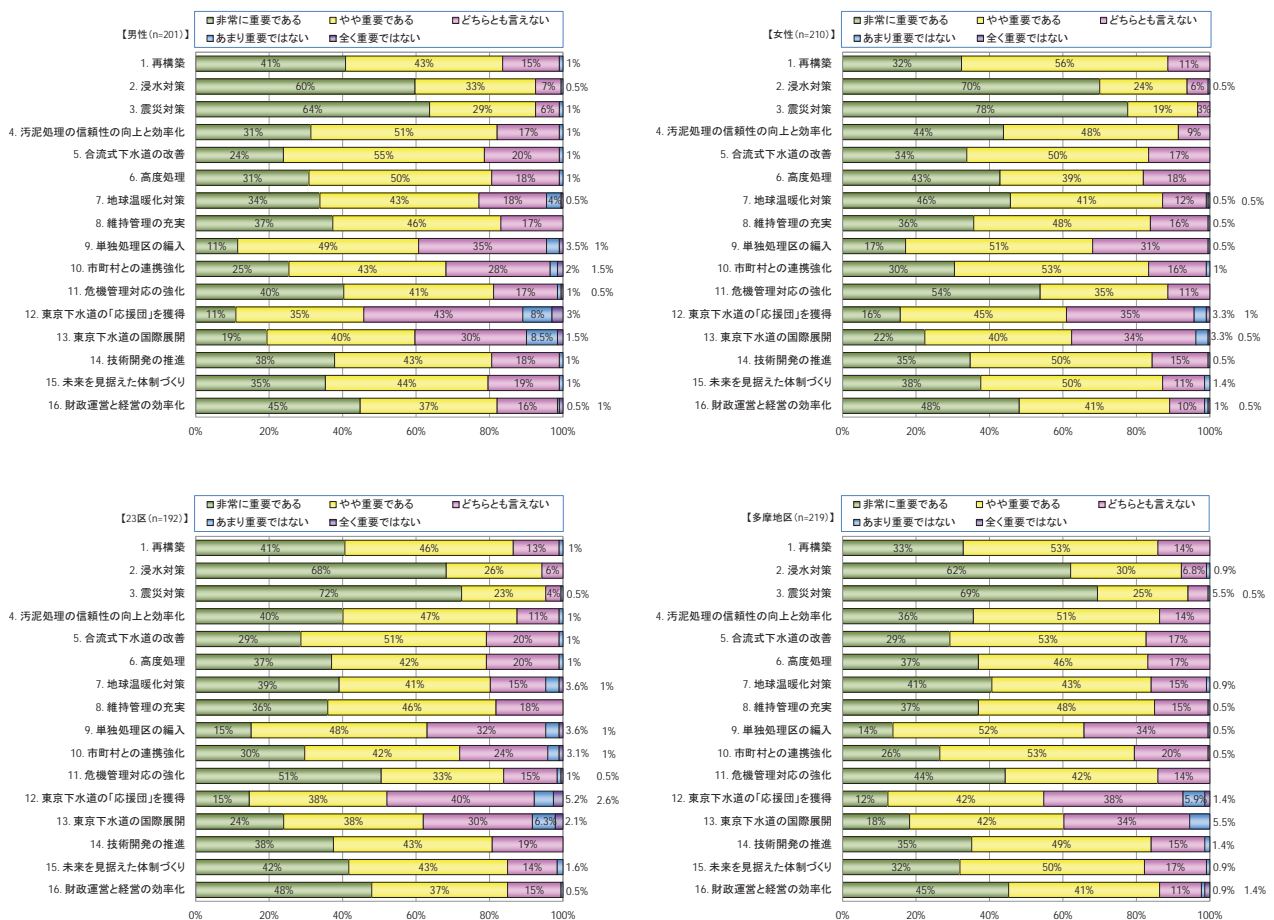 ■非常に重要である ■やや重要である ■どちらとも言えない
【男性(n=201)】 ■あまり重要ではない ■全く重要ではない
1. 再構築 41% 43% 15% 1%
2. 浸水対策 60% 33% 7% 0.5%
3. 震災対策 64% 29% 6% 1%
4. 汚泥処理の信頼性の向上と効率化 31% 51% 17% 1%
5. 合流式下水道の改善 24% 55% 20% 1%
6. 高度処理 31% 50% 18% 1%
7. 地球温暖化対策 34% 43% 18% 4% 0.5%
8. 維持管理の充実 37% 46% 17%
9. 単独処理区の編入 11% 49% 35% 3.5% 1%
10. 市町村との連携強化 25% 43% 28% 2% 1.5%
11. 危機管理対応の強化 40% 41% 17% 1% 0.5%
12. 東京下水道の「応援団」を獲得 11% 35% 43% 8% 3%
13. 東京下水道の国際展開 19% 40% 30% 8.5% 1.5%
14. 技術開発の推進 38% 43% 18% 1%
15. 未来を見据えた体制づくり 35% 44% 19% 1%
16. 財政運営と経営の効率化 45% 37% 16% 0.5% 1%
0% 20% 40% 60% 80% 100%
■非常に重要である ■やや重要である ■どちらとも言えない
【女性(n=210)】 ■あまり重要ではない ■全く重要ではない
1. 再構築 32% 56% 11%
2. 浸水対策 70% 24% 6% 0.5%
3. 震災対策 78% 19% 3%
4. 汚泥処理の信頼性の向上と効率化 44% 48% 9%
5. 合流式下水道の改善 34% 50% 17%
6. 高度処理 43% 39% 18%
7. 地球温暖化対策 46% 41% 12% 0.5% 0.5%
8. 維持管理の充実 36% 48% 16% 0.5%
9. 単独処理区の編入 17% 51% 31% 0.5%
10. 市町村との連携強化 30% 53% 16% 1%
11. 危機管理対応の強化 54% 35% 11%
12. 東京下水道の「応援団」を獲得 16% 45% 35% 3.3% 1%
13. 東京下水道の国際展開 22% 40% 34% 3.3% 0.5%
14. 技術開発の推進 35% 50% 15% 0.5%
15. 未来を見据えた体制づくり 38% 50% 11% 1.4%
16. 財政運営と経営の効率化 48% 41% 10% 1% 0.5%
0% 20% 40% 60% 80% 100%
■非常に重要である ■やや重要である ■どちらとも言えない
【23区(n=192)】 ■あまり重要ではない ■全く重要ではない
1. 再構築 41% 46% 13% 1%
2. 浸水対策 68% 26% 6%
3. 震災対策 72% 23% 4% 0.5%
4. 汚泥処理の信頼性の向上と効率化 40% 47% 11% 1%
5. 合流式下水道の改善 29% 51% 20% 1%
6. 高度処理 37% 42% 20% 1%
7. 地球温暖化対策 39% 41% 15% 3.6% 1%
8. 維持管理の充実 36% 46% 18%
9. 単独処理区の編入 15% 48% 32% 3.6% 1%
10. 市町村との連携強化 30% 42% 24% 3.1% 1%
11. 危機管理対応の強化 51% 33% 15% 1% 0.5%
12. 東京下水道の「応援団」を獲得 15% 38% 40% 5.2% 2.6%
13. 東京下水道の国際展開 24% 38% 30% 6.3% 2.1%
14. 技術開発の推進 38% 43% 19%
15. 未来を見据えた体制づくり 42% 43% 14% 1.6%
16. 財政運営と経営の効率化 48% 37% 15% 0.5%
0% 20% 40% 60% 80% 100%
■非常に重要である ■やや重要である ■どちらとも言えない
【多摩地区(n=219)】 ■あまり重要ではない ■全く重要ではない
1. 再構築 33% 53% 14%
2. 浸水対策 62% 30% 6.8% 0.9%
3. 震災対策 69% 25% 5.5% 0.5%
4. 汚泥処理の信頼性の向上と効率化 36% 51% 14%
5. 合流式下水道の改善 29% 53% 17%
6. 高度処理 37% 46% 17%
7. 地球温暖化対策 41% 43% 15% 0.9%
8. 維持管理の充実 37% 48% 15% 0.5%
9. 単独処理区の編入 14% 52% 34% 0.5%
10. 市町村との連携強化 26% 53% 20% 0.5%
11. 危機管理対応の強化 44% 42% 14%
12. 東京下水道の「応援団」を獲得 12% 42% 38% 5.9% 1.4%
13. 東京下水道の国際展開 18% 42% 34% 5.5%
14. 技術開発の推進 35% 49% 15% 1.4%
15. 未来を見据えた体制づくり 32% 50% 17% 0.9%
16. 財政運営と経営の効率化 45% 41% 11% 0.9% 1.4%
0% 20% 40% 60% 80% 100%